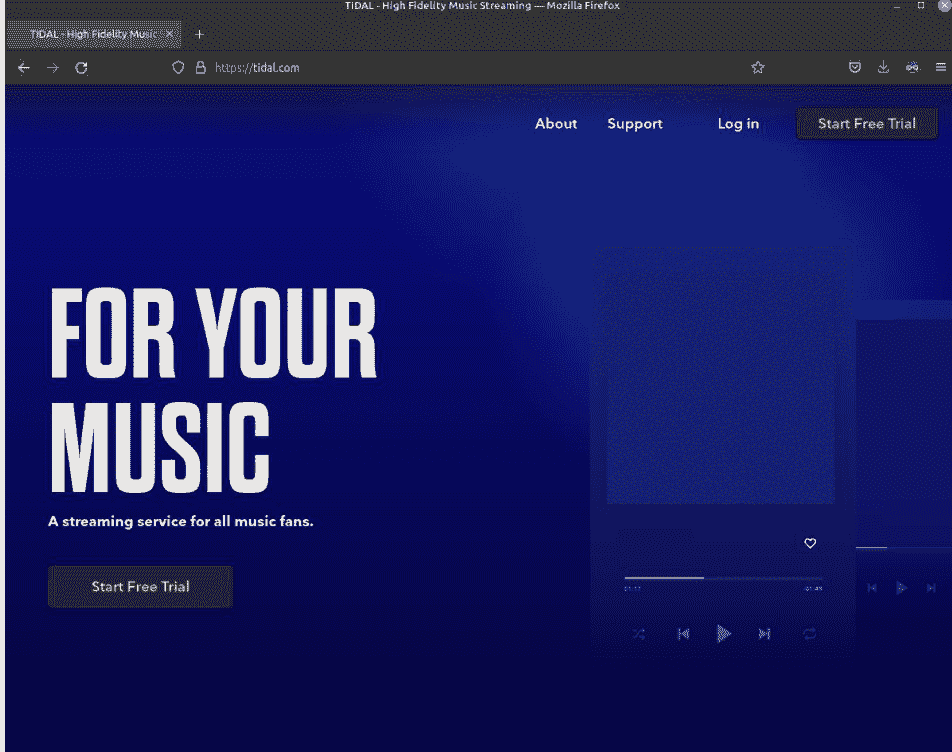 TIDAL - High Fidelity Music Streaming — Mozilla Firefox
TIDAL - High Fidelity Music
https://tidal.com
About Support Log in Start Free Trial
FOR YOUR
MUSIC
A streaming service for all music fans.
Start Free Trial